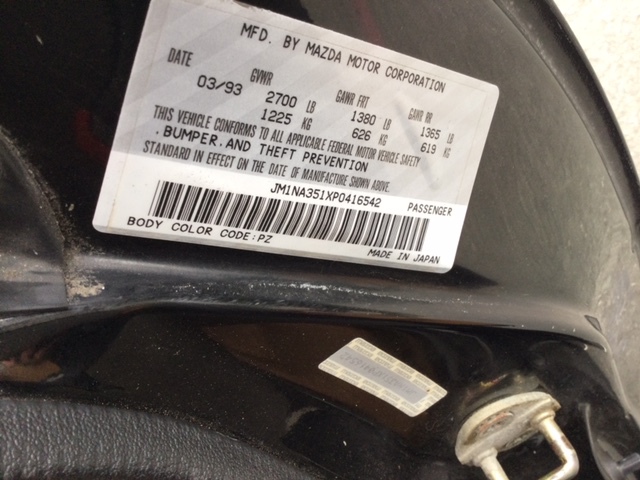 MFD. BY MAZDA MOTOR CORPORATION
DATE GVWR GAWR FRT GAWR RR
03/93 2700 LB 1380 LB 1365 LB
1225 KG 626 KG 619 KG
THIS VEHICLE CONFORMS TO ALL APPLICABLE FEDERAL MOTOR VEHICLE SAFETY
, BUMPER, AND THEFT PREVENTION
STANDARD IN EFFECT ON THE DATE OF MANUFACTURE SHOWN ABOVE.
JM1NA351XP0416542 PASSENGER
BODY COLOR CODE:PZ MADE IN JAPAN